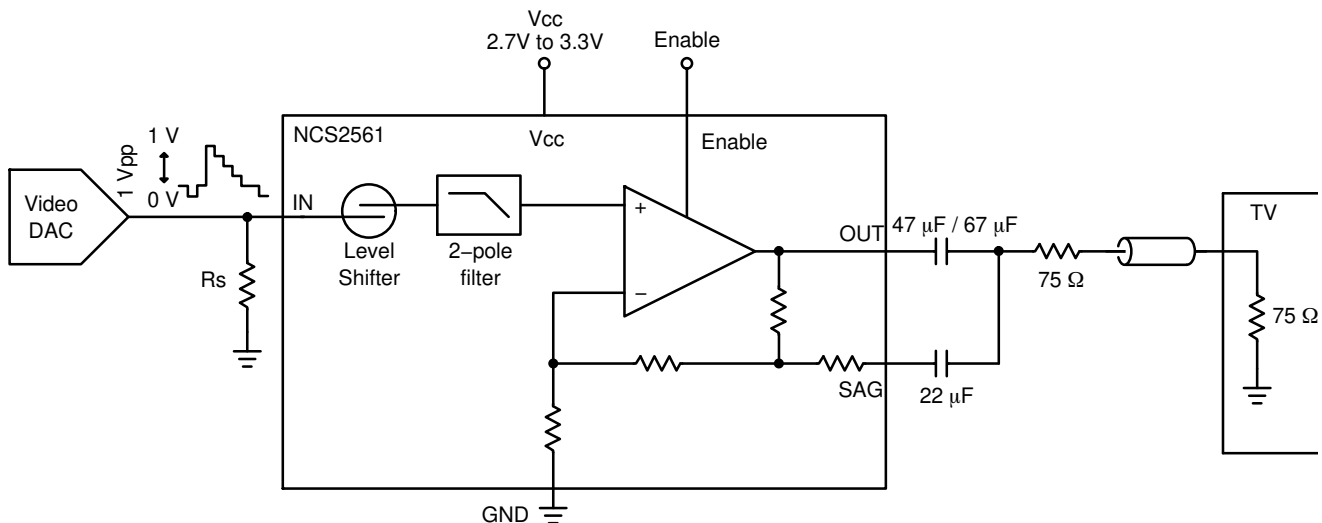 Vcc
2.7V to 3.3V
Enable
NCS2561
Vcc
Enable
1 Vpp
1 V
0 V
Video
DAC
IN
Level
Shifter
2−pole
filter
+
−
Rs
OUT
47 μF / 67 μF
75 Ω
TV
75 Ω
SAG
22 μF
GND